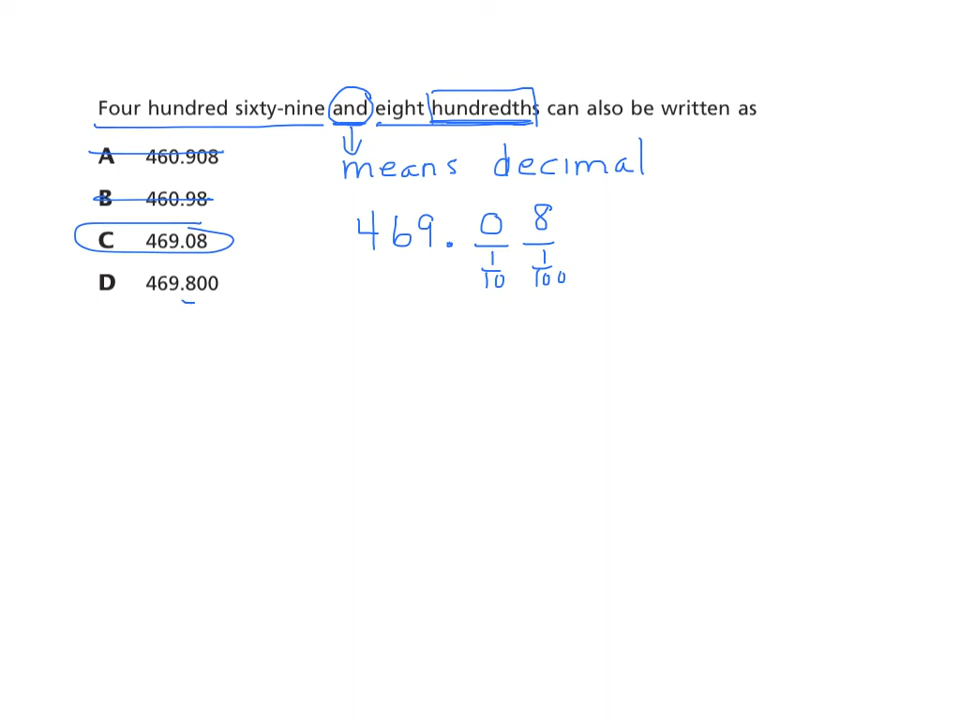 Four hundred sixty-nine and eight hundredths can also be written as
A 460.908
means decimal
B 460.98
469.08
C 469.08
1/10 1/100
D 469.800